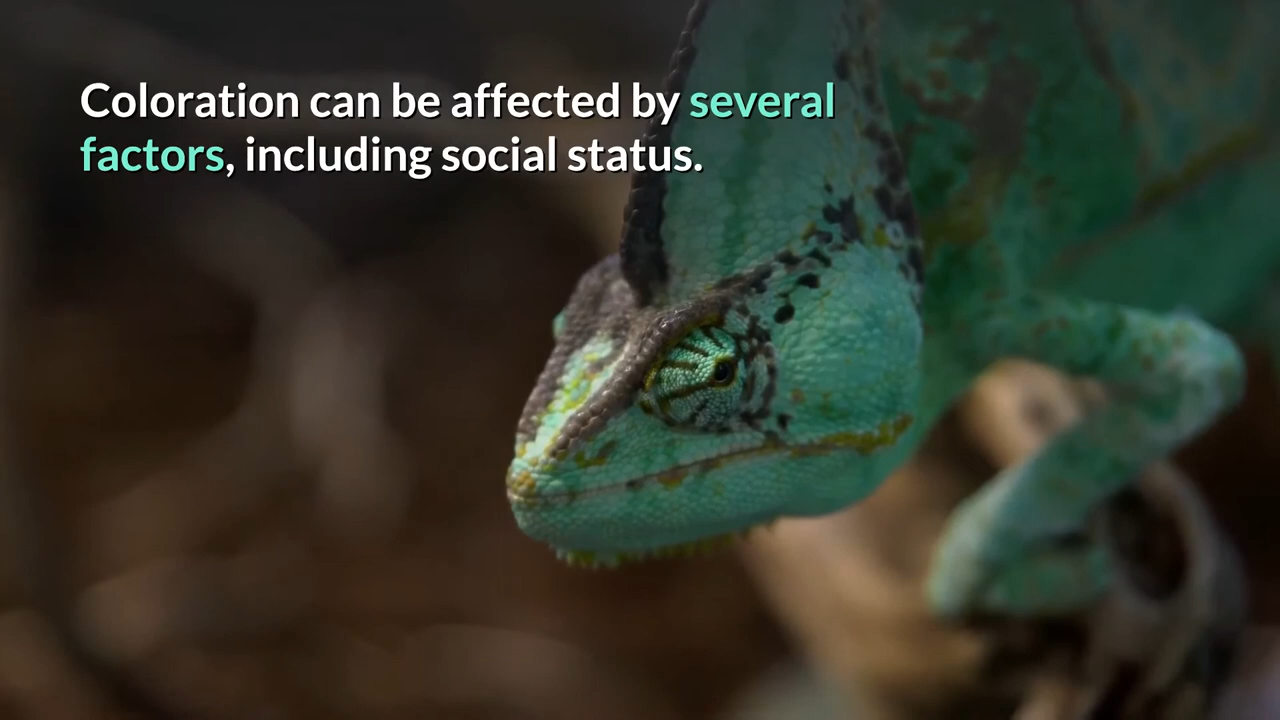 Coloration can be affected by several
factors, including social status.